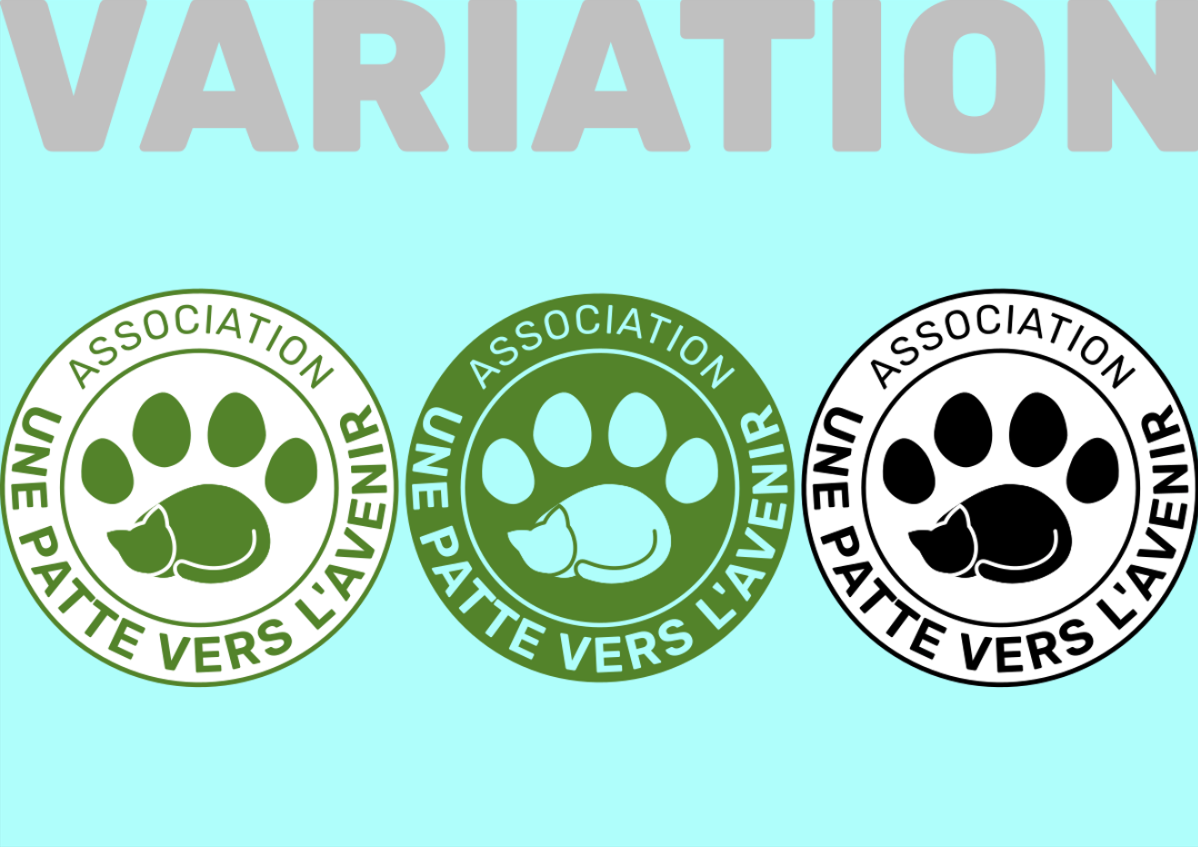 VARIATION
ASSOCIATION
UNE PATTE VERS L'AVENIR
ASSOCIATION
UNE PATTE VERS L'AVENIR
ASSOCIATION
UNE PATTE VERS L'AVENIR